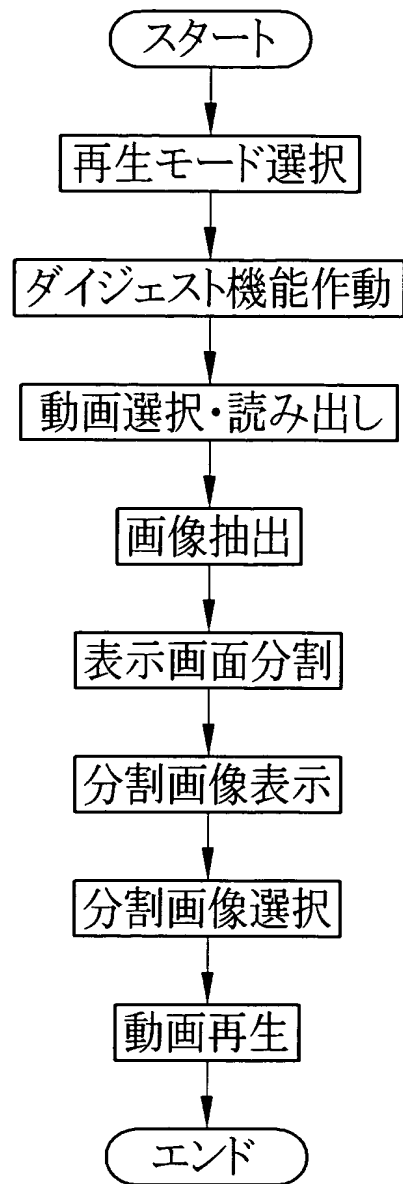 スタート
再生モード選択
ダイジェスト機能作動
動画選択・読み出し
画像抽出
表示画面分割
分割画像表示
分割画像選択
動画再生
エンド